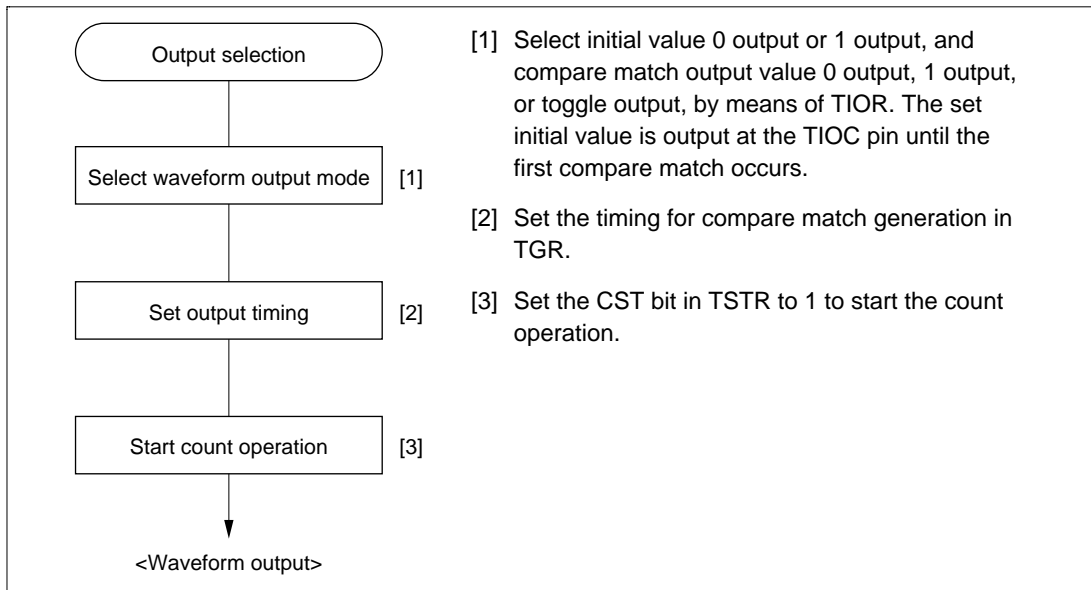 Output selection
Select waveform output mode [1]
Set output timing [2]
Start count operation [3]
<Waveform output>
[1] Select initial value 0 output or 1 output, and
compare match output value 0 output, 1 output,
or toggle output, by means of TIOR. The set
initial value is output at the TIOC pin until the
first compare match occurs.
[2] Set the timing for compare match generation in
TGR.
[3] Set the CST bit in TSTR to 1 to start the count
operation.